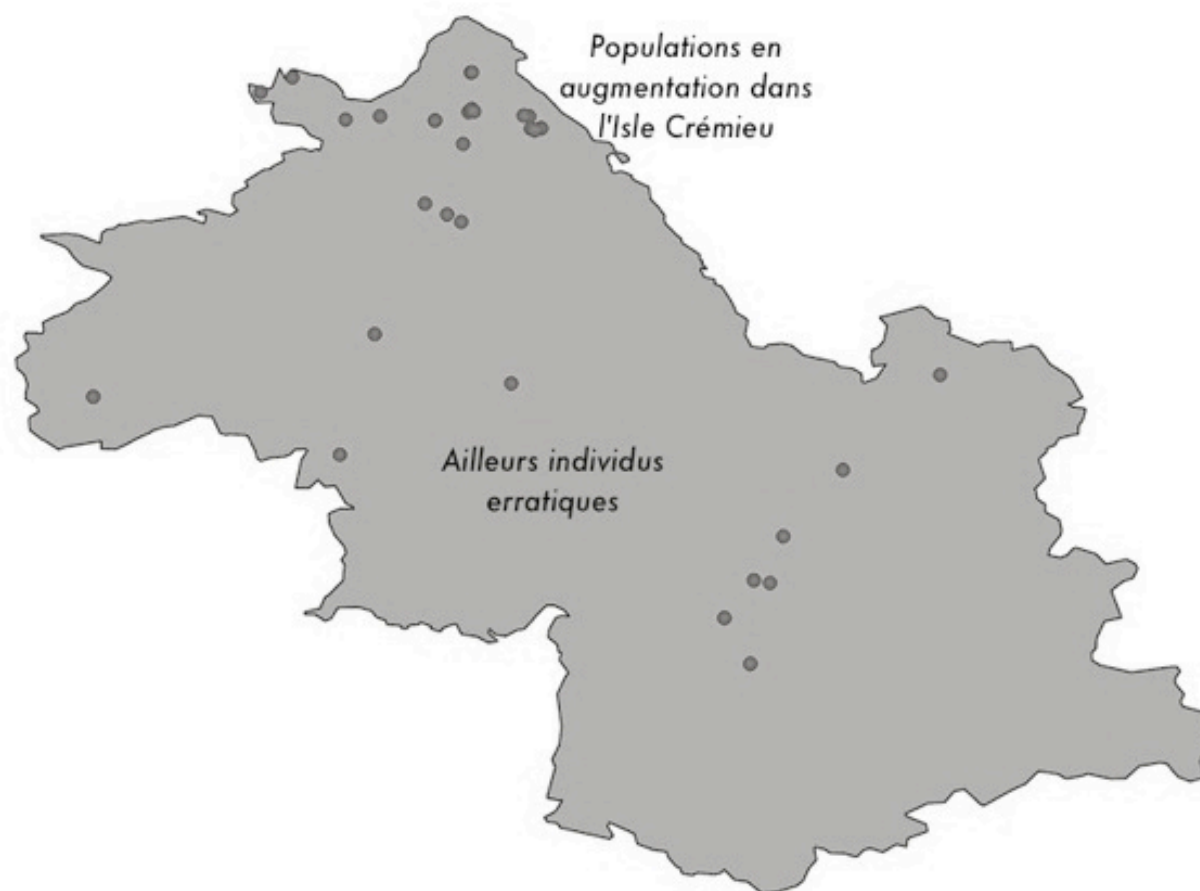 Populations en
augmentation dans
l'Isle Crémieu
Ailleurs individus
erratiques